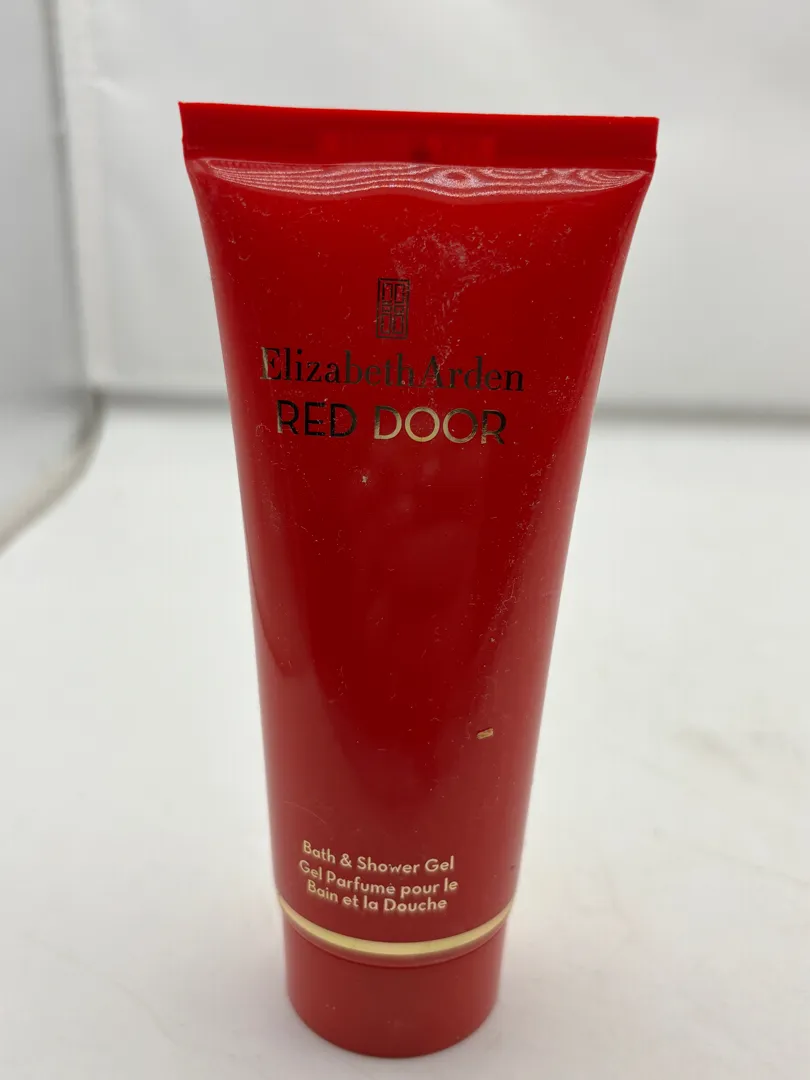 Elizabeth Arden
RED DOOR
Bath & Shower Gel
Gel Parfumé pour le
Bain et la Douche